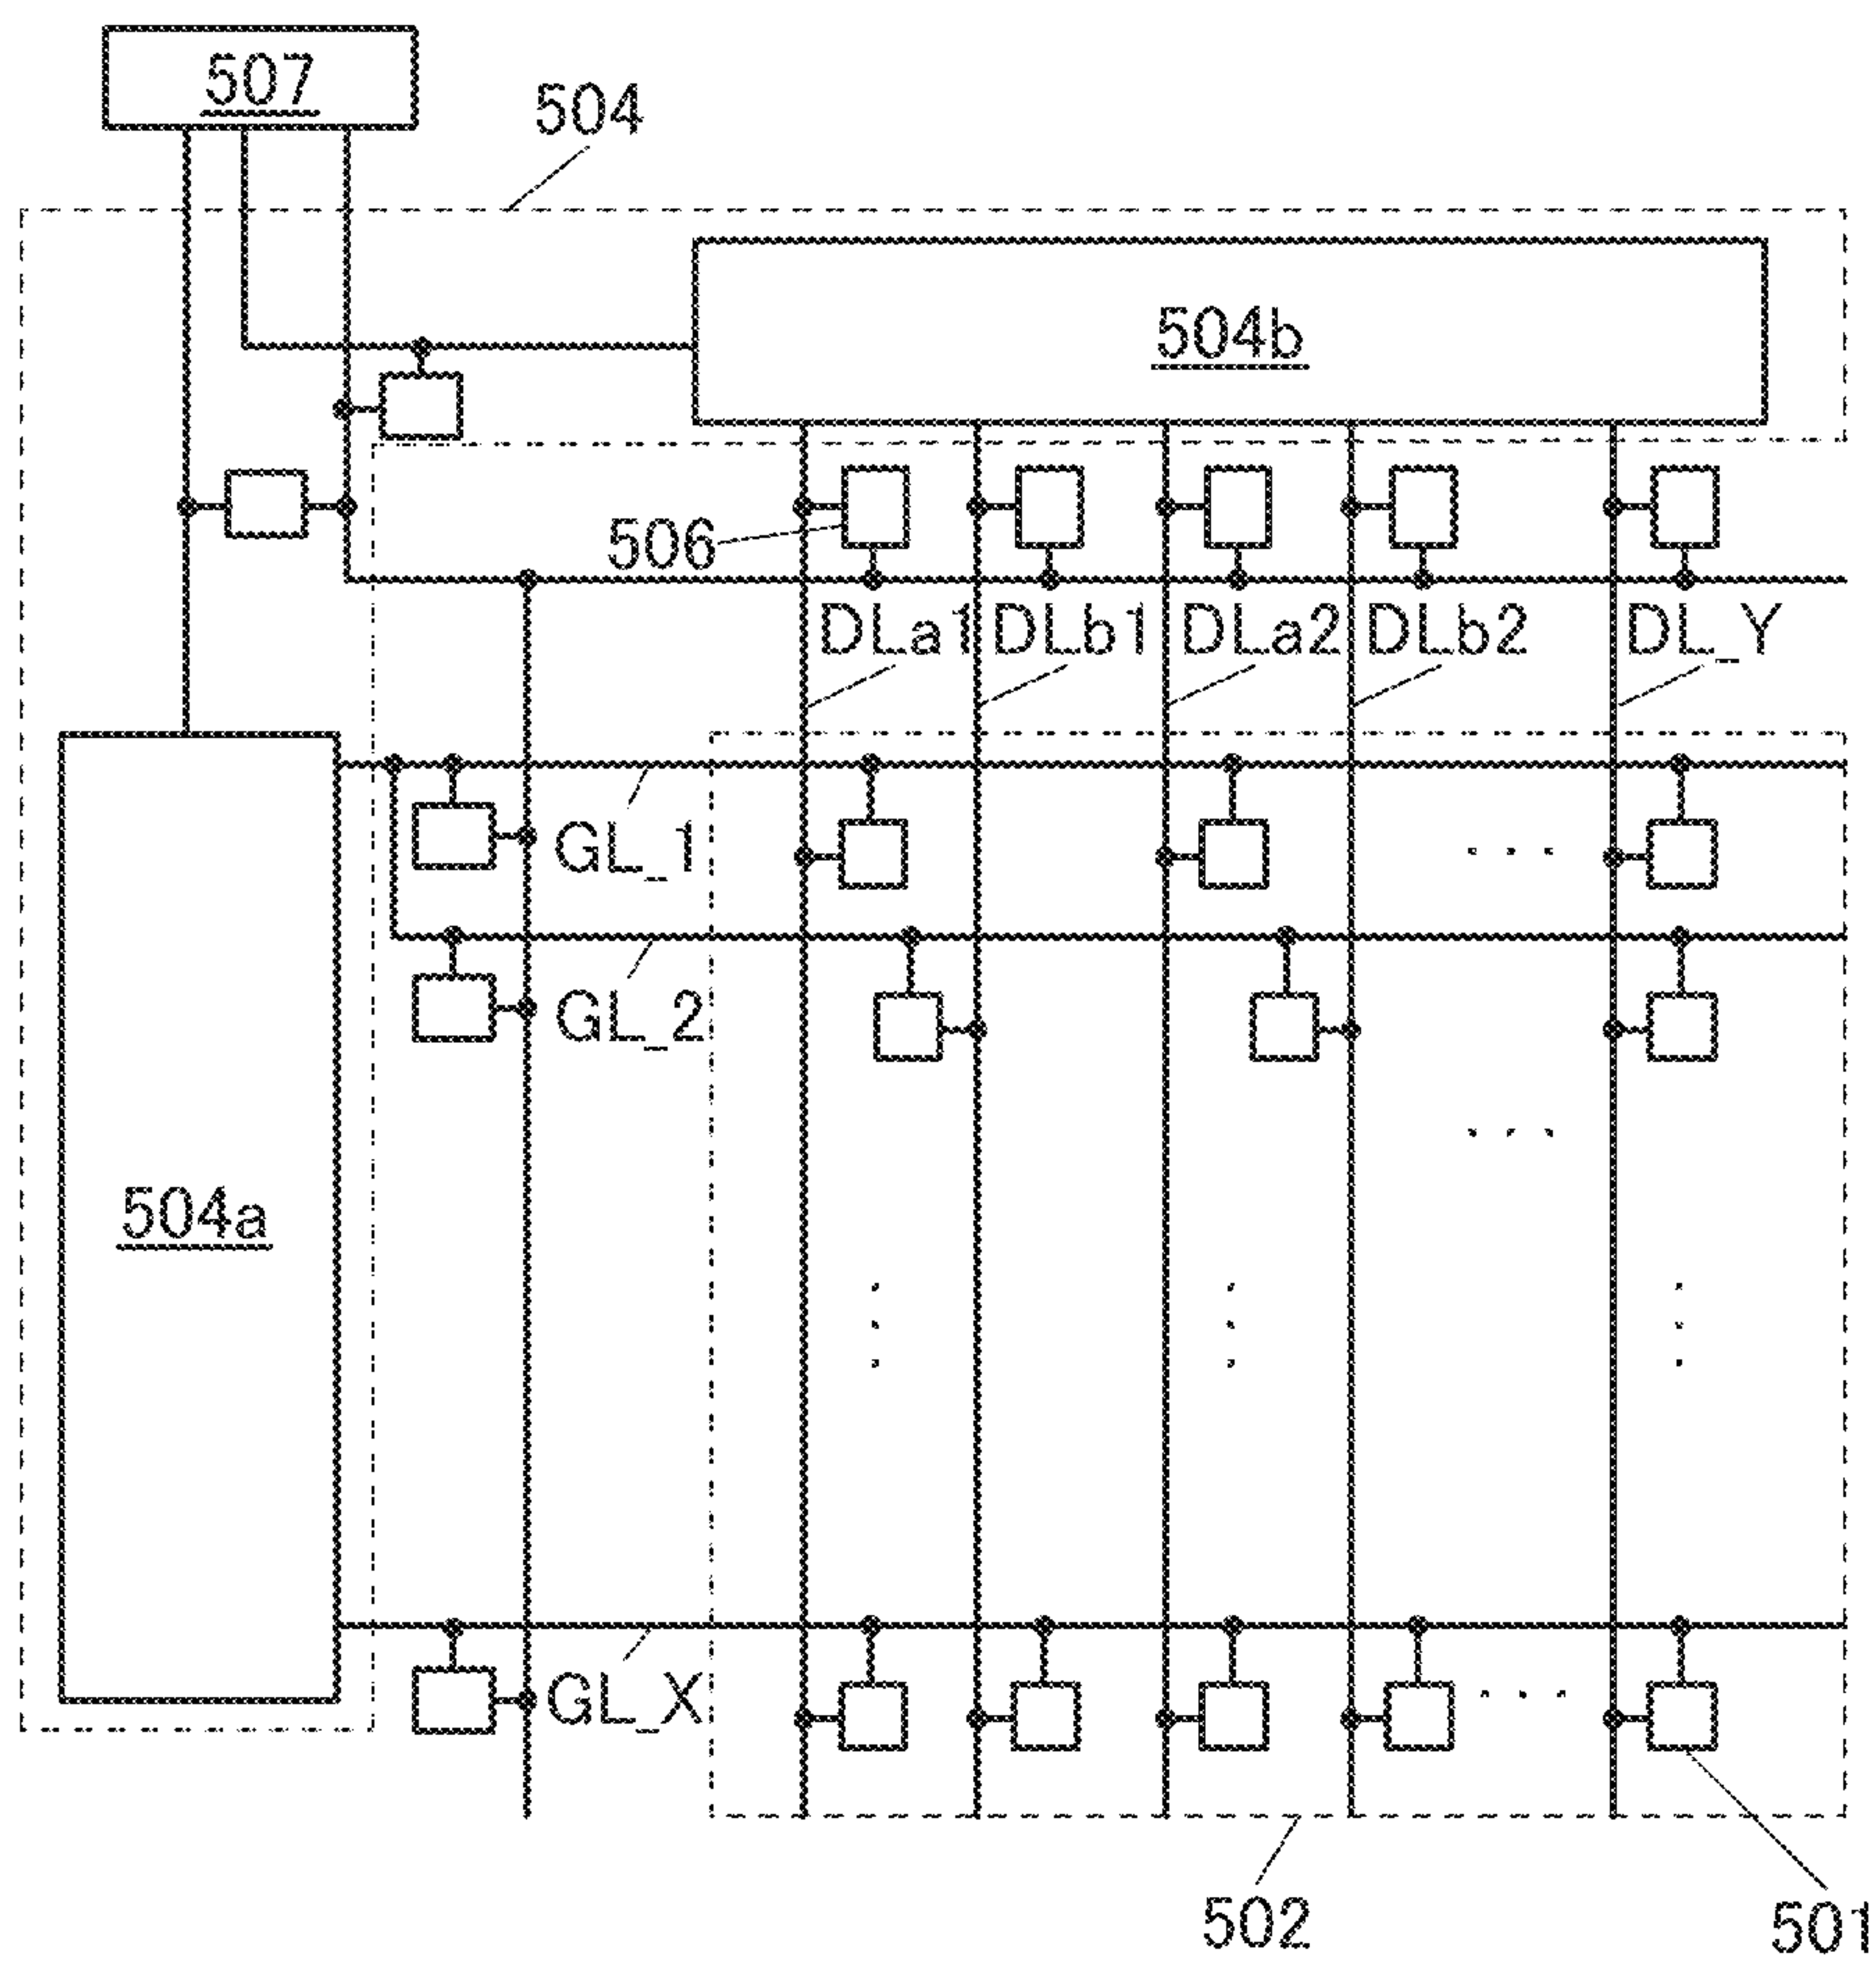 507
504
504b
506
DLa1 DLb1 DLa2 DLb2 DL_Y
GL_1
GL_2
504a
GL_X
502
501